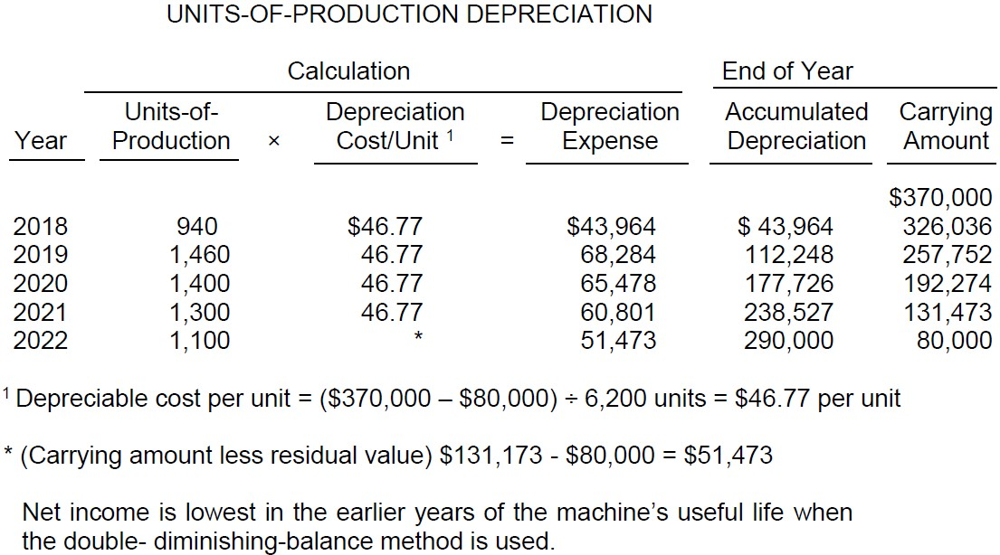 UNITS-OF-PRODUCTION DEPRECIATION
Calculation End of Year
Units-of- Depreciation Depreciation Accumulated Carrying
Year Production × Cost/Unit 1 = Expense Depreciation Amount
$370,000
2018 940 $46.77 $43,964 $ 43,964 326,036
2019 1,460 46.77 68,284 112,248 257,752
2020 1,400 46.77 65,478 177,726 192,274
2021 1,300 46.77 60,801 238,527 131,473
2022 1,100 * 51,473 290,000 80,000
1 Depreciable cost per unit = ($370,000 – $80,000) ÷ 6,200 units = $46.77 per unit
* (Carrying amount less residual value) $131,173 - $80,000 = $51,473
Net income is lowest in the earlier years of the machine’s useful life when
the double- diminishing-balance method is used.